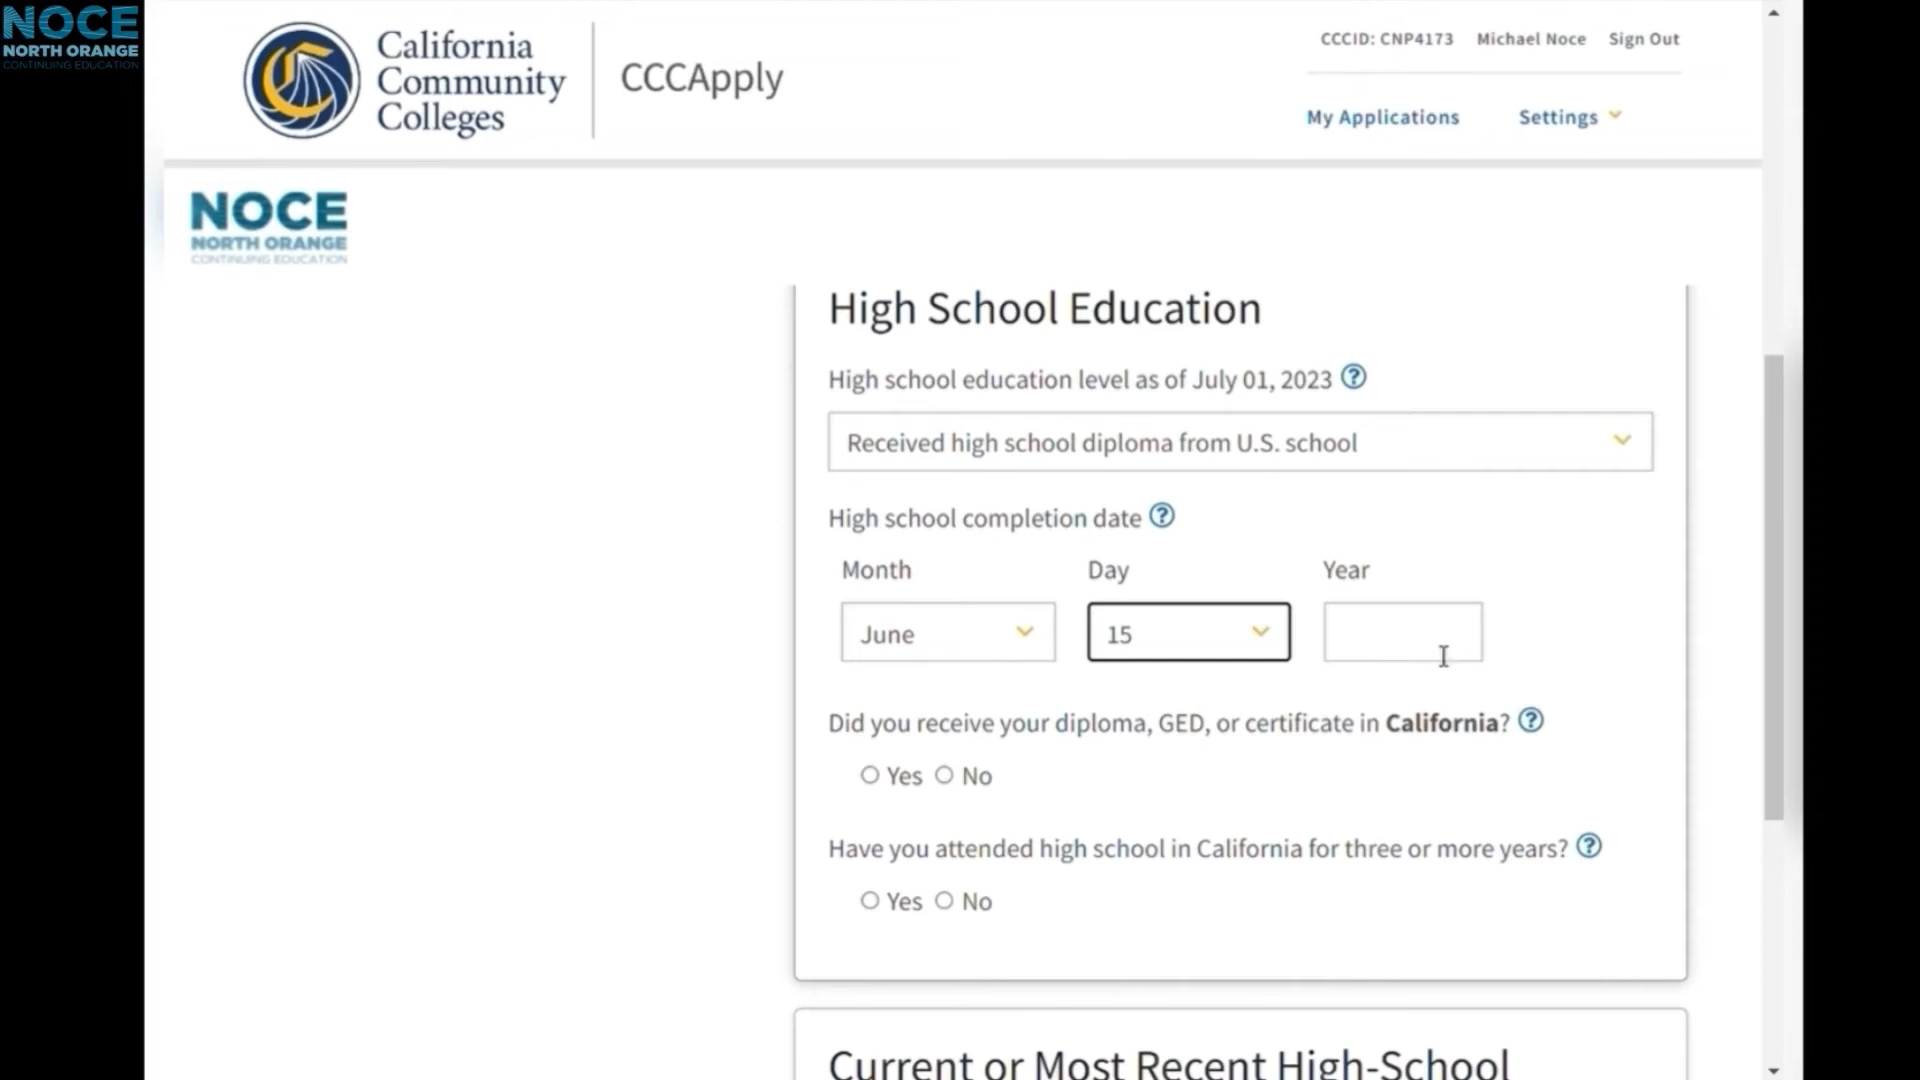 NOCE
NORTH ORANGE
CONTINUING EDUCATION
California
Community
Colleges
CCCApply
CCCID: CNP4173 Michael Noce Sign Out
My Applications Settings
NOCE
NORTH ORANGE
CONTINUING EDUCATION
High School Education
High school education level as of July 01, 2023 ?
Received high school diploma from U.S. school
High school completion date ?
Month Day Year
June 15
Did you receive your diploma, GED, or certificate in California? ?
Yes No
Have you attended high school in California for three or more years? ?
Yes No
Current or Most Recent High-School